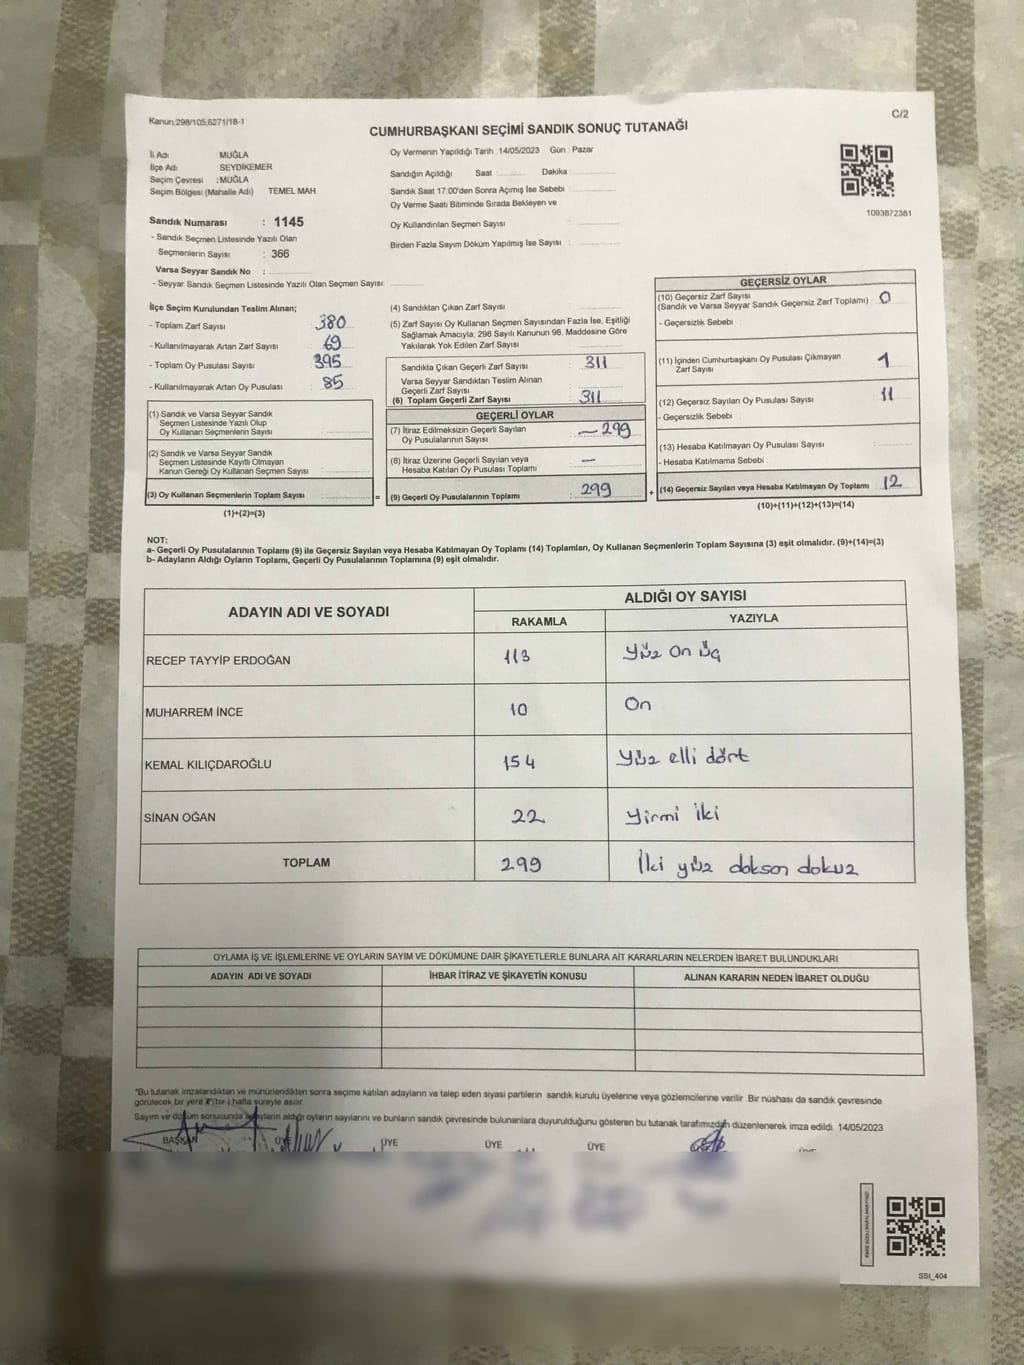 Kanun,298/105,6271/18-1
C/2
CUMHURBAŞKANI SEÇİMİ SANDIK SONUÇ TUTANAĞI
İl Adı : MUĞLA
İlçe Adı : SEYDİKEMER
Seçim Çevresi : MUĞLA
Seçim Bölgesi (Mahalle Adı) TEMEL MAH.
Sandık Numarası : 1145
- Sandık Seçmen Listesinde Yazılı Olan
Seçmenlerin Sayısı : 366
Varsa Seyyar Sandık No :
- Seyyar Sandık Seçmen Listesinde Yazılı Olan Seçmen Sayısı:
Oy Vermenin Yapıldığı Tarih : 14/05/2023 Gün : Pazar
Sandığın Açıldığı Saat Dakika
Sandık Saat 17:00'den Sonra Açımış İse Sebebi
Oy Verme Saati Bitiminde Sırada Bekleyen ve
Oy Kullandırılan Seçmen Sayısı :
Birden Fazla Sayım Döküm Yapılmış İse Sayısı :
1093872381
İlçe Seçim Kurulundan Teslim Alınan;
- Toplam Zarf Sayısı : 380
- Kullanılmayarak Artan Zarf Sayısı : 69
- Toplam Oy Pusulası Sayısı : 395
- Kullanılmayarak Artan Oy Pusulası : 85
(1) Sandık ve Varsa Seyyar Sandık
Seçmen Listesinde Yazılı Olup
Oy Kullanan Seçmenlerin Sayısı :
(2) Sandık ve Varsa Seyyar Sandık
Seçmen Listesinde Kayıtlı Olmayan
Kanun Gereği Oy Kullanan Seçmen Sayısı :
(3) Oy Kullanan Seçmenlerin Toplam Sayısı :
(1)+(2)=(3)
=
(4) Sandıktan Çıkan Zarf Sayısı :
(5) Zarf Sayısı Oy Kullanan Seçmen Sayısından Fazla İse, Eşitliği
Sağlamak Amacıyla; 298 Sayılı Kanunun 98. Maddesine Göre
Yakılarak Yok Edilen Zarf Sayısı :
Sandıkta Çıkan Geçerli Zarf Sayısı : 311
Varsa Seyyar Sandıktan Teslim Alınan
Geçerli Zarf Sayısı :
(6) Toplam Geçerli Zarf Sayısı : 311
GEÇERLİ OYLAR
(7) İtiraz Edilmeksizin Geçerli Sayılan
Oy Pusulalarının Sayısı : — 299
(8) İtiraz Üzerine Geçerli Sayılan veya
Hesaba Katılan Oy Pusulası Toplamı : —
(9) Geçerli Oy Pusulalarının Toplamı : 299
+
GEÇERSİZ OYLAR
(10) Geçersiz Zarf Sayısı
(Sandık ve Varsa Seyyar Sandık Geçersiz Zarf Toplamı) : 0
- Geçersizlik Sebebi :
(11) İçinden Cumhurbaşkanı Oy Pusulası Çıkmayan
Zarf Sayısı : 1
(12) Geçersiz Sayılan Oy Pusulası Sayısı : 11
- Geçersizlik Sebebi :
(13) Hesaba Katılmayan Oy Pusulası Sayısı :
- Hesaba Katılmama Sebebi :
(14) Geçersiz Sayılan veya Hesaba Katılmayan Oy Toplamı : 12
(10)+(11)+(12)+(13)=(14)
NOT:
a- Geçerli Oy Pusulalarının Toplamı (9) ile Geçersiz Sayılan veya Hesaba Katılmayan Oy Toplamı (14) Toplamları, Oy Kullanan Seçmenlerin Toplam Sayısına (3) eşit olmalıdır. (9)+(14)=(3)
b- Adayların Aldığı Oyların Toplamı, Geçerli Oy Pusulalarının Toplamına (9) eşit olmalıdır.
ADAYIN ADI VE SOYADI ALDIĞI OY SAYISI
RAKAMLA YAZIYLA
RECEP TAYYİP ERDOĞAN 113 Yüz on üç
MUHARREM İNCE 10 On
KEMAL KILIÇDAROĞLU 154 Yüz elli dört
SİNAN OĞAN 22 Yirmi iki
TOPLAM 299 İki yüz doksan dokuz
OYLAMA İŞ VE İŞLEMLERİNE VE OYLARIN SAYIM VE DÖKÜMÜNE DAİR ŞİKAYETLERLE BUNLARA AİT KARARLARIN NELERDEN İBARET BULUNDUKLARI
ADAYIN ADI VE SOYADI İHBAR İTİRAZ VE ŞİKAYETİN KONUSU ALINAN KARARIN NEDEN İBARET OLDUĞU
*Bu tutanak imzalandıktan ve mühürlendikten sonra seçime katılan adayların ve talep eden siyasi partilerin sandık kurulu üyelerine veya gözlemcilerine verilir. Bir nüshası da sandık çevresinde
görülecek bir yere (bir) hafta süreyle asılır.
Sayım ve döküm sonucunda adayların aldığı oyların sayılarını ve bunların sandık çevresinde bulunanlara duyurulduğunu gösteren bu tutanak tarafımızdan düzenlenerek imza edildi. 14/05/2023
BAŞKAN ÜYE ÜYE ÜYE ÜYE
SSI_404